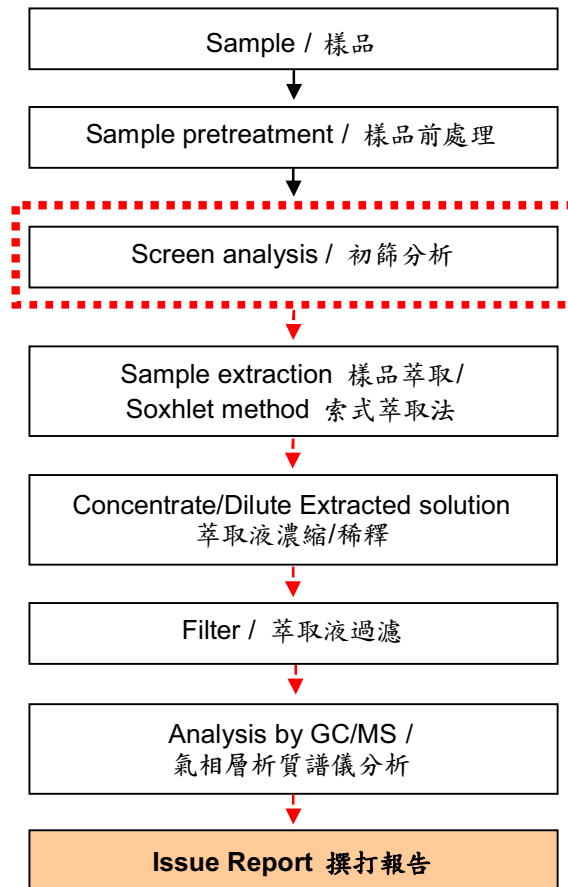 Sample / 樣品
Sample pretreatment / 樣品前處理
Screen analysis / 初篩分析
Sample extraction 樣品萃取/
Soxhlet method 索式萃取法
Concentrate/Dilute Extracted solution
萃取液濃縮/稀釋
Filter / 萃取液過濾
Analysis by GC/MS /
氣相層析質譜儀分析
Issue Report 撰打報告